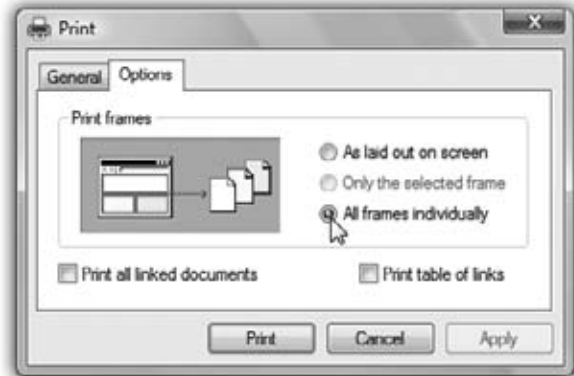 Print
General Options
Print frames
As laid out on screen
Only the selected frame
All frames individually
Print all linked documents Print table of links
Print Cancel Apply